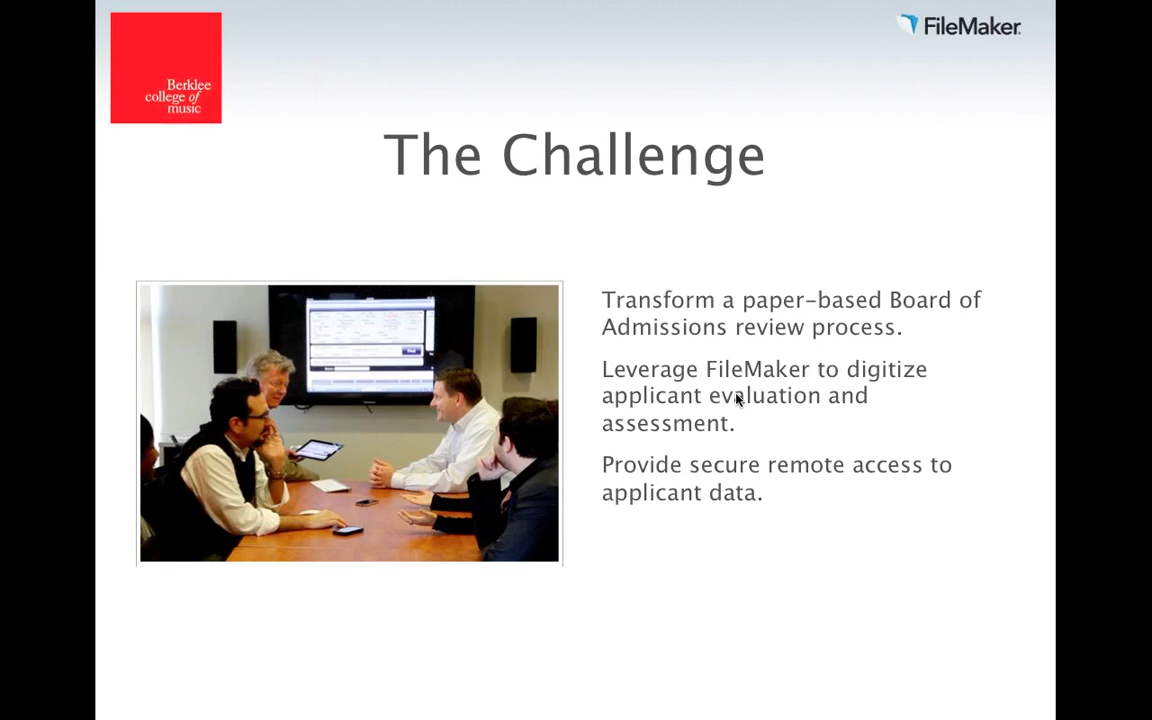 Berklee
college of
music
FileMaker
The Challenge
Transform a paper-based Board of
Admissions review process.
Leverage FileMaker to digitize
applicant evaluation and
assessment.
Provide secure remote access to
applicant data.